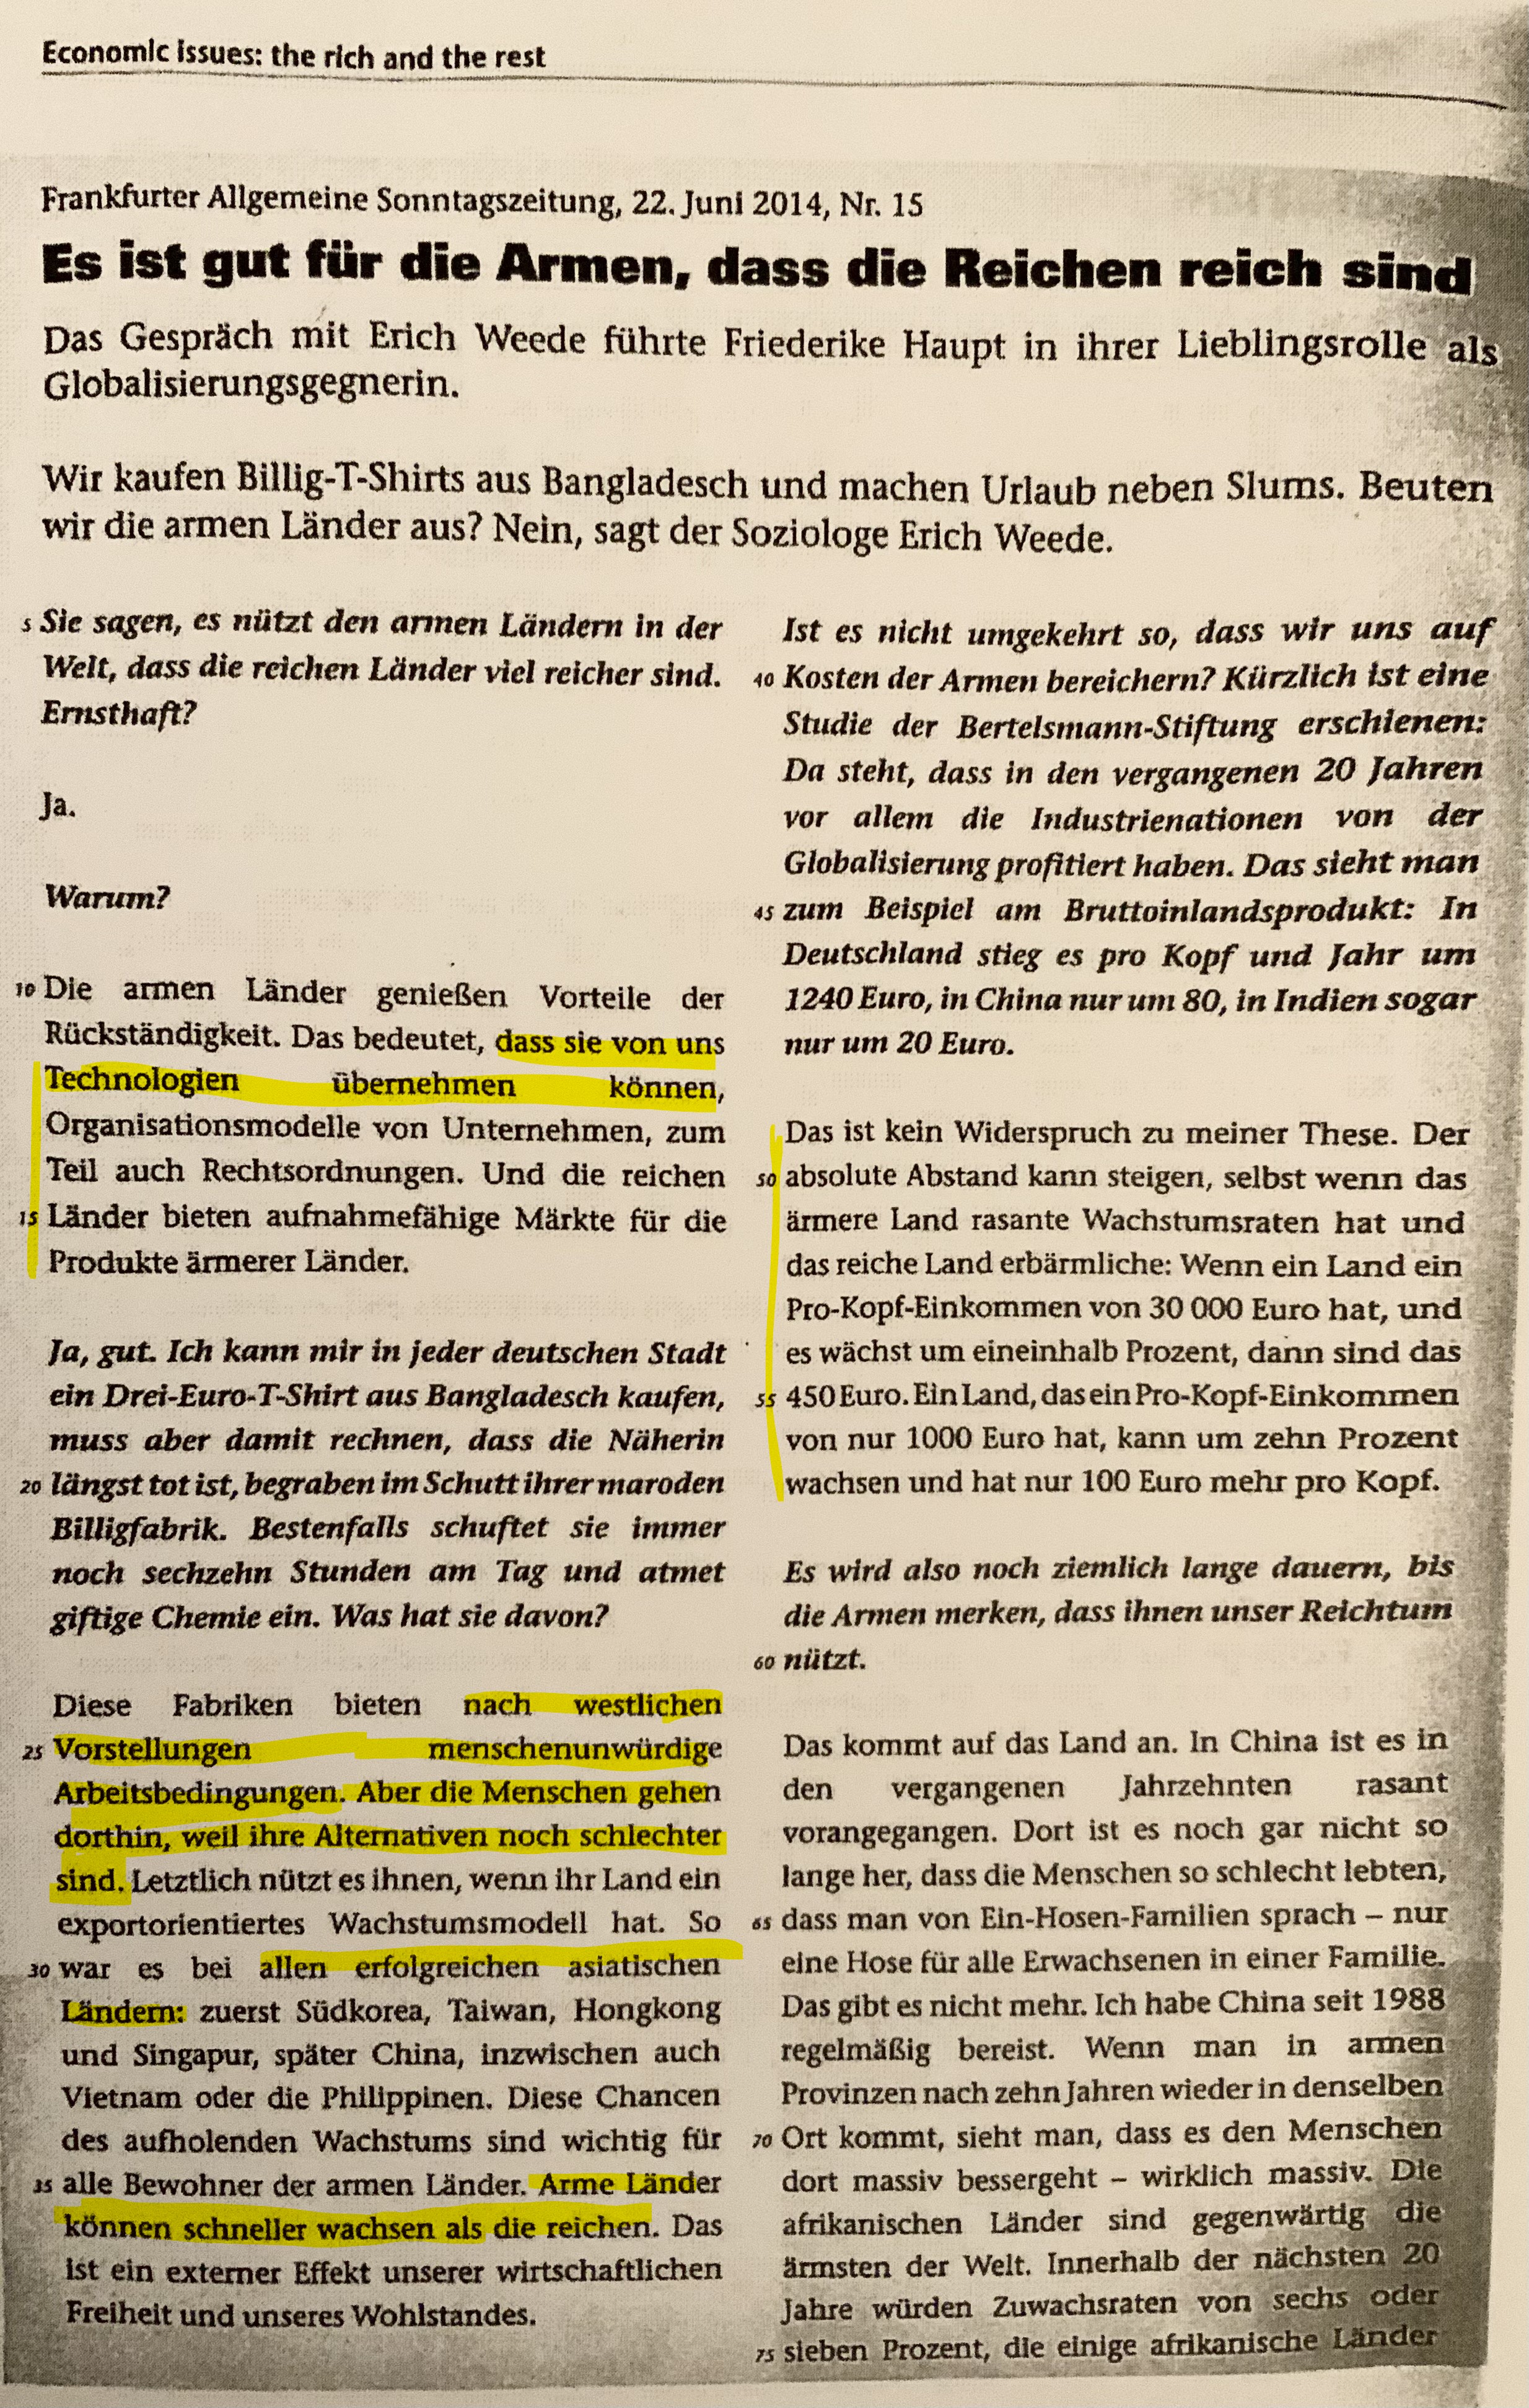 Economic issues: the rich and the rest
Frankfurter Allgemeine Sonntagszeitung, 22. Juni 2014, Nr. 15
Es ist gut für die Armen, dass die Reichen reich sind
Das Gespräch mit Erich Weede führte Friederike Haupt in ihrer Lieblingsrolle als
Globalisierungsgegnerin.
Wir kaufen Billig-T-Shirts aus Bangladesch und machen Urlaub neben Slums. Beuten
wir die armen Länder aus? Nein, sagt der Soziologe Erich Weede.
5 Sie sagen, es nützt den armen Ländern in der
Welt, dass die reichen Länder viel reicher sind.
Ernsthaft?
Ja.
Warum?
10 Die armen Länder genießen Vorteile der
Rückständigkeit. Das bedeutet, dass sie von uns
Technologien übernehmen können,
Organisationsmodelle von Unternehmen, zum
Teil auch Rechtsordnungen. Und die reichen
15 Länder bieten aufnahmefähige Märkte für die
Produkte ärmerer Länder.
Ja, gut. Ich kann mir in jeder deutschen Stadt
ein Drei-Euro-T-Shirt aus Bangladesch kaufen,
muss aber damit rechnen, dass die Näherin
20 längst tot ist, begraben im Schutt ihrer maroden
Billigfabrik. Bestenfalls schuftet sie immer
noch sechzehn Stunden am Tag und atmet
giftige Chemie ein. Was hat sie davon?
Diese Fabriken bieten nach westlichen
25 Vorstellungen menschenunwürdige
Arbeitsbedingungen. Aber die Menschen gehen
dorthin, weil ihre Alternativen noch schlechter
sind. Letztlich nützt es ihnen, wenn ihr Land ein
exportorientiertes Wachstumsmodell hat. So
30 war es bei allen erfolgreichen asiatischen
Ländern: zuerst Südkorea, Taiwan, Hongkong
und Singapur, später China, inzwischen auch
Vietnam oder die Philippinen. Diese Chancen
des aufholenden Wachstums sind wichtig für
35 alle Bewohner der armen Länder. Arme Länder
können schneller wachsen als die reichen. Das
ist ein externer Effekt unserer wirtschaftlichen
Freiheit und unseres Wohlstandes.
Ist es nicht umgekehrt so, dass wir uns auf
40 Kosten der Armen bereichern? Kürzlich ist eine
Studie der Bertelsmann-Stiftung erschienen:
Da steht, dass in den vergangenen 20 Jahren
vor allem die Industrienationen von der
Globalisierung profitiert haben. Das sieht man
45 zum Beispiel am Bruttoinlandsprodukt: In
Deutschland stieg es pro Kopf und Jahr um
1240 Euro, in China nur um 80, in Indien sogar
nur um 20 Euro.
Das ist kein Widerspruch zu meiner These. Der
50 absolute Abstand kann steigen, selbst wenn das
ärmere Land rasante Wachstumsraten hat und
das reiche Land erbärmliche: Wenn ein Land ein
Pro-Kopf-Einkommen von 30 000 Euro hat, und
es wächst um eineinhalb Prozent, dann sind das
55 450 Euro. Ein Land, das ein Pro-Kopf-Einkommen
von nur 1000 Euro hat, kann um zehn Prozent
wachsen und hat nur 100 Euro mehr pro Kopf.
Es wird also noch ziemlich lange dauern, bis
die Armen merken, dass ihnen unser Reichtum
60 nützt.
Das kommt auf das Land an. In China ist es in
den vergangenen Jahrzehnten rasant
vorangegangen. Dort ist es noch gar nicht so
lange her, dass die Menschen so schlecht lebten,
65 dass man von Ein-Hosen-Familien sprach – nur
eine Hose für alle Erwachsenen in einer Familie.
Das gibt es nicht mehr. Ich habe China seit 1988
regelmäßig bereist. Wenn man in armen
Provinzen nach zehn Jahren wieder in denselben
70 Ort kommt, sieht man, dass es den Menschen
dort massiv bessergeht – wirklich massiv. Die
afrikanischen Länder sind gegenwärtig die
ärmsten der Welt. Innerhalb der nächsten 20
Jahre würden Zuwachsraten von sechs oder
75 sieben Prozent, die einige afrikanische Länder